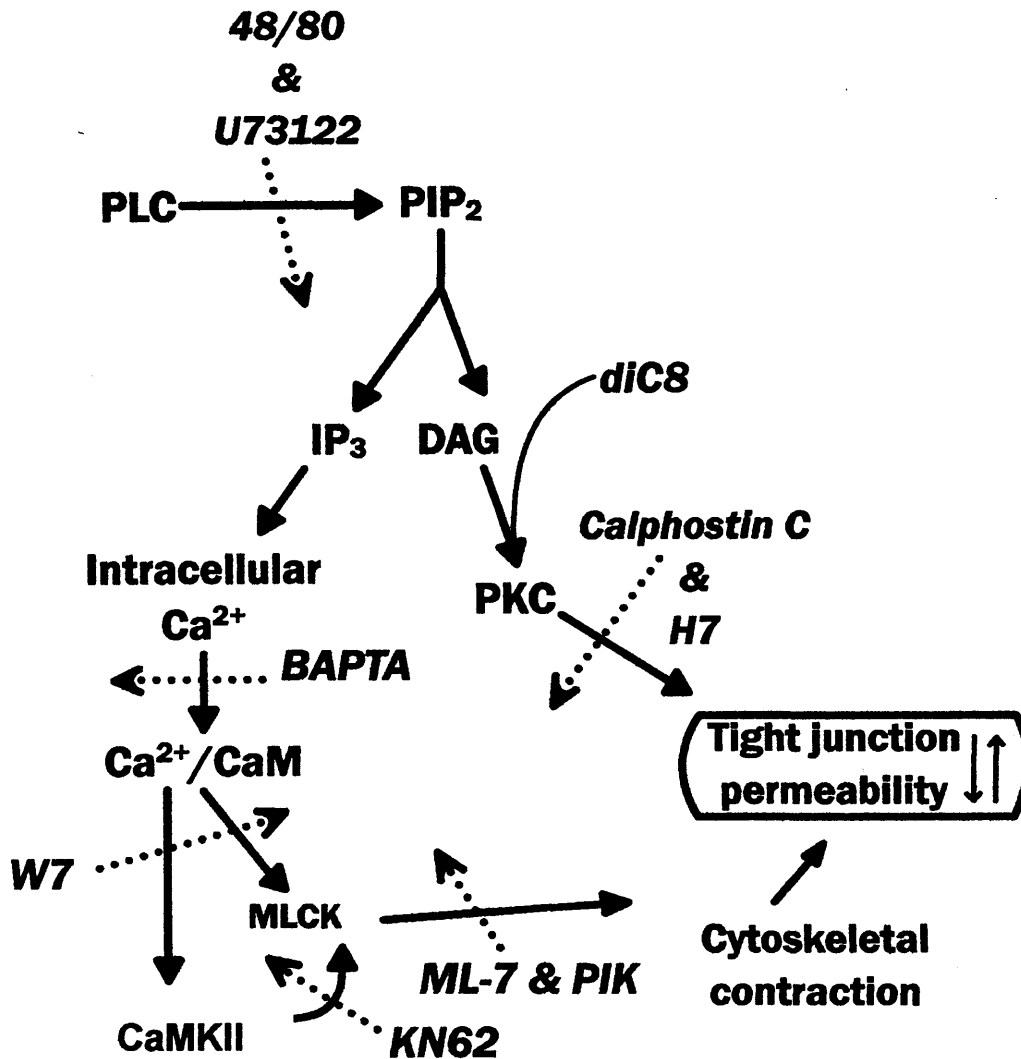 48/80
&
U73122
PLC
PIP₂
diC8
IP₃
DAG
Calphostin C
&
H7
Intracellular
Ca²⁺
PKC
BAPTA
Tight junction
permeability
Ca²⁺/CaM
W7
MLCK
Cytoskeletal
contraction
ML-7 & PIK
CaMKII
KN62